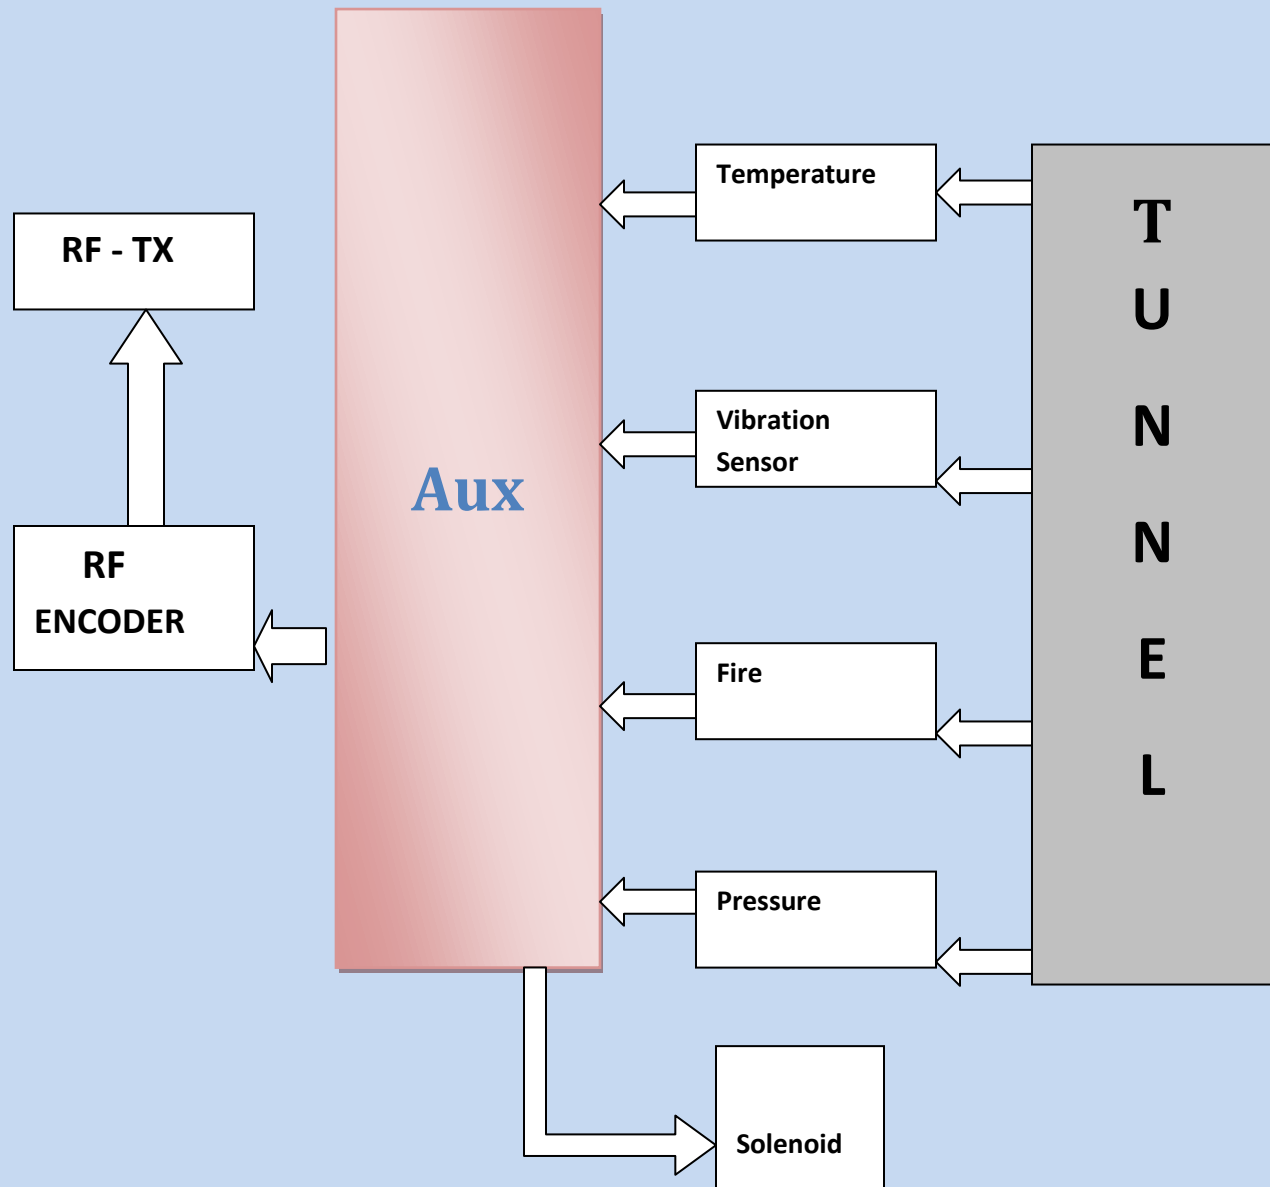 RF - TX
RF
ENCODER
Aux
Temperature
Vibration
Sensor
Fire
Pressure
Solenoid
T
U
N
N
E
L